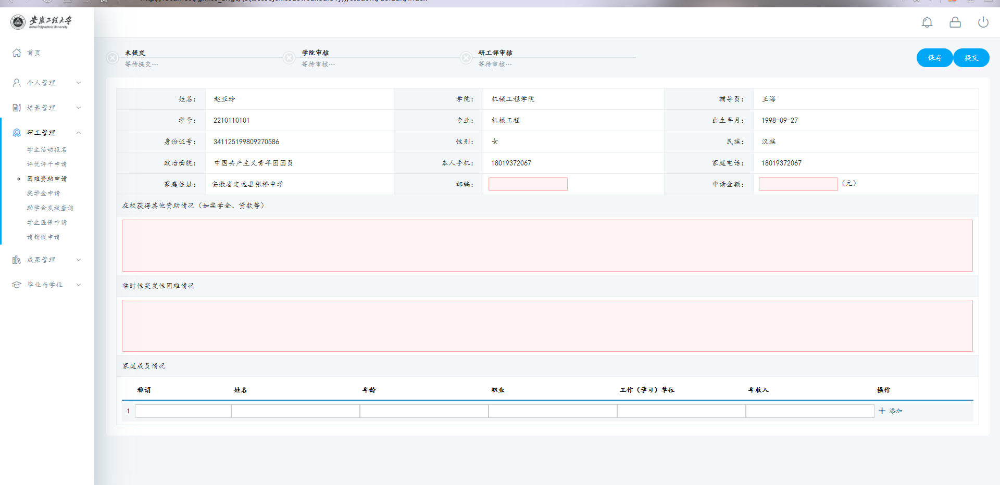 安徽工程大学
Anhui Polytechnic University
首页
个人管理
培养管理
研工管理
学生活动报名
评优评干申请
困难资助申请
奖学金申请
助学金发放查询
学生医保申请
请销假申请
成果管理
毕业与学位
未提交
等待提交…
学院审核
等待审核…
研工部审核
等待审核…
保存
提交
姓名： 赵亚玲 学院： 机械工程学院 辅导员： 王海
学号： 2210110101 专业： 机械工程 出生年月： 1998-09-27
身份证号： 341125199809270586 性别： 女 民族： 汉族
政治面貌： 中国共产主义青年团团员 本人手机： 18019372067 家庭电话： 18019372067
家庭住址： 安徽省定远县张桥中学 邮编： 申请金额： （元）
在校获得其他资助情况（如奖学金、贷款等）
临时性突发性困难情况
家庭成员情况
称谓 姓名 年龄 职业 工作（学习）单位 年收入 操作
1 添加